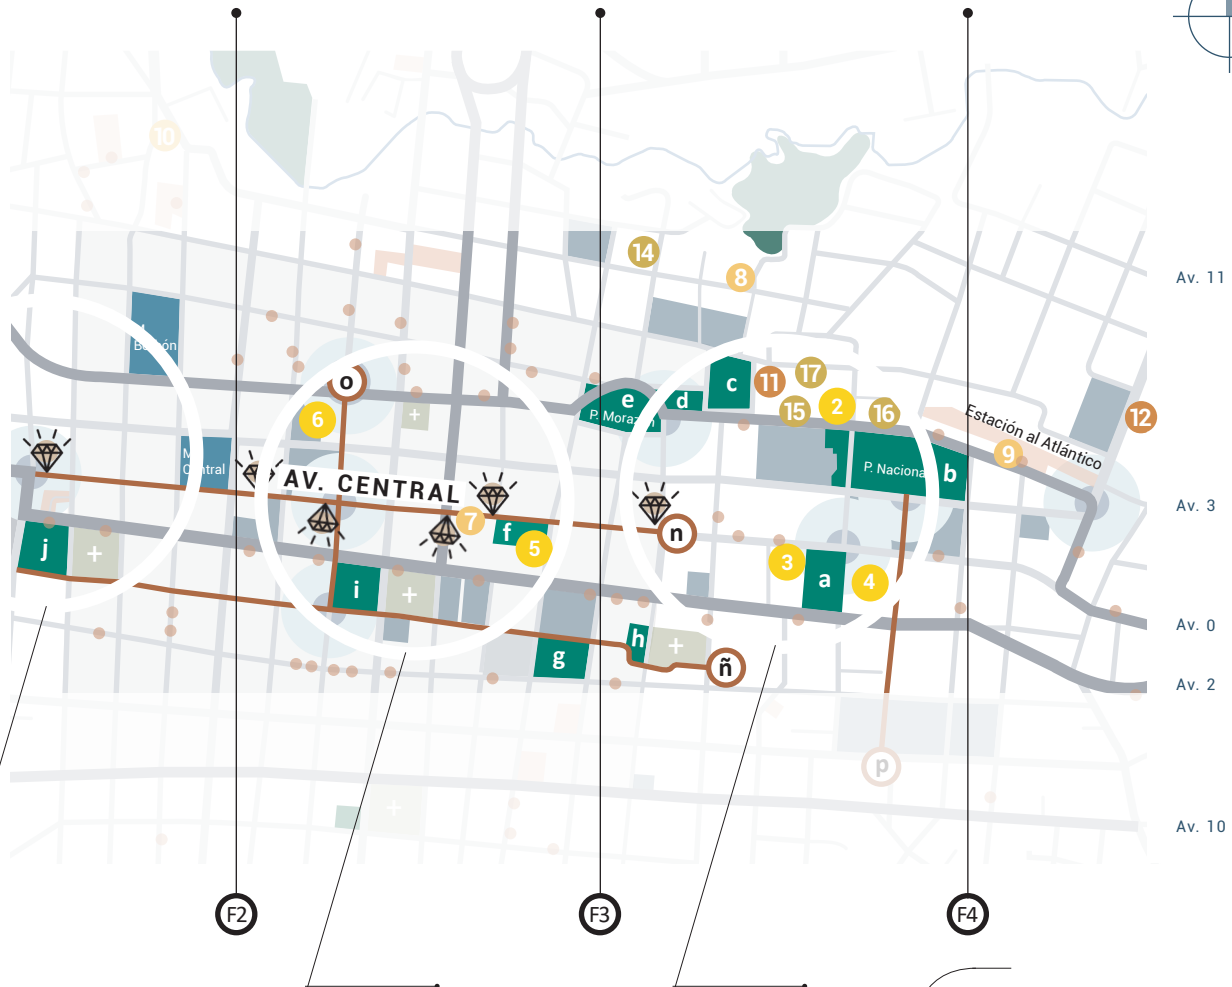 10
14
8
Av. 11
o
c
11
17
e
d
15
2
16
P. Morazán
6
12
Estación al Atlántico
9
Central
P. Nacional
b
AV. CENTRAL
Av. 3
7
f
5
n
j
3
a
4
i
h
Av. 0
g
ñ
Av. 2
p
Av. 10
F2
F3
F4